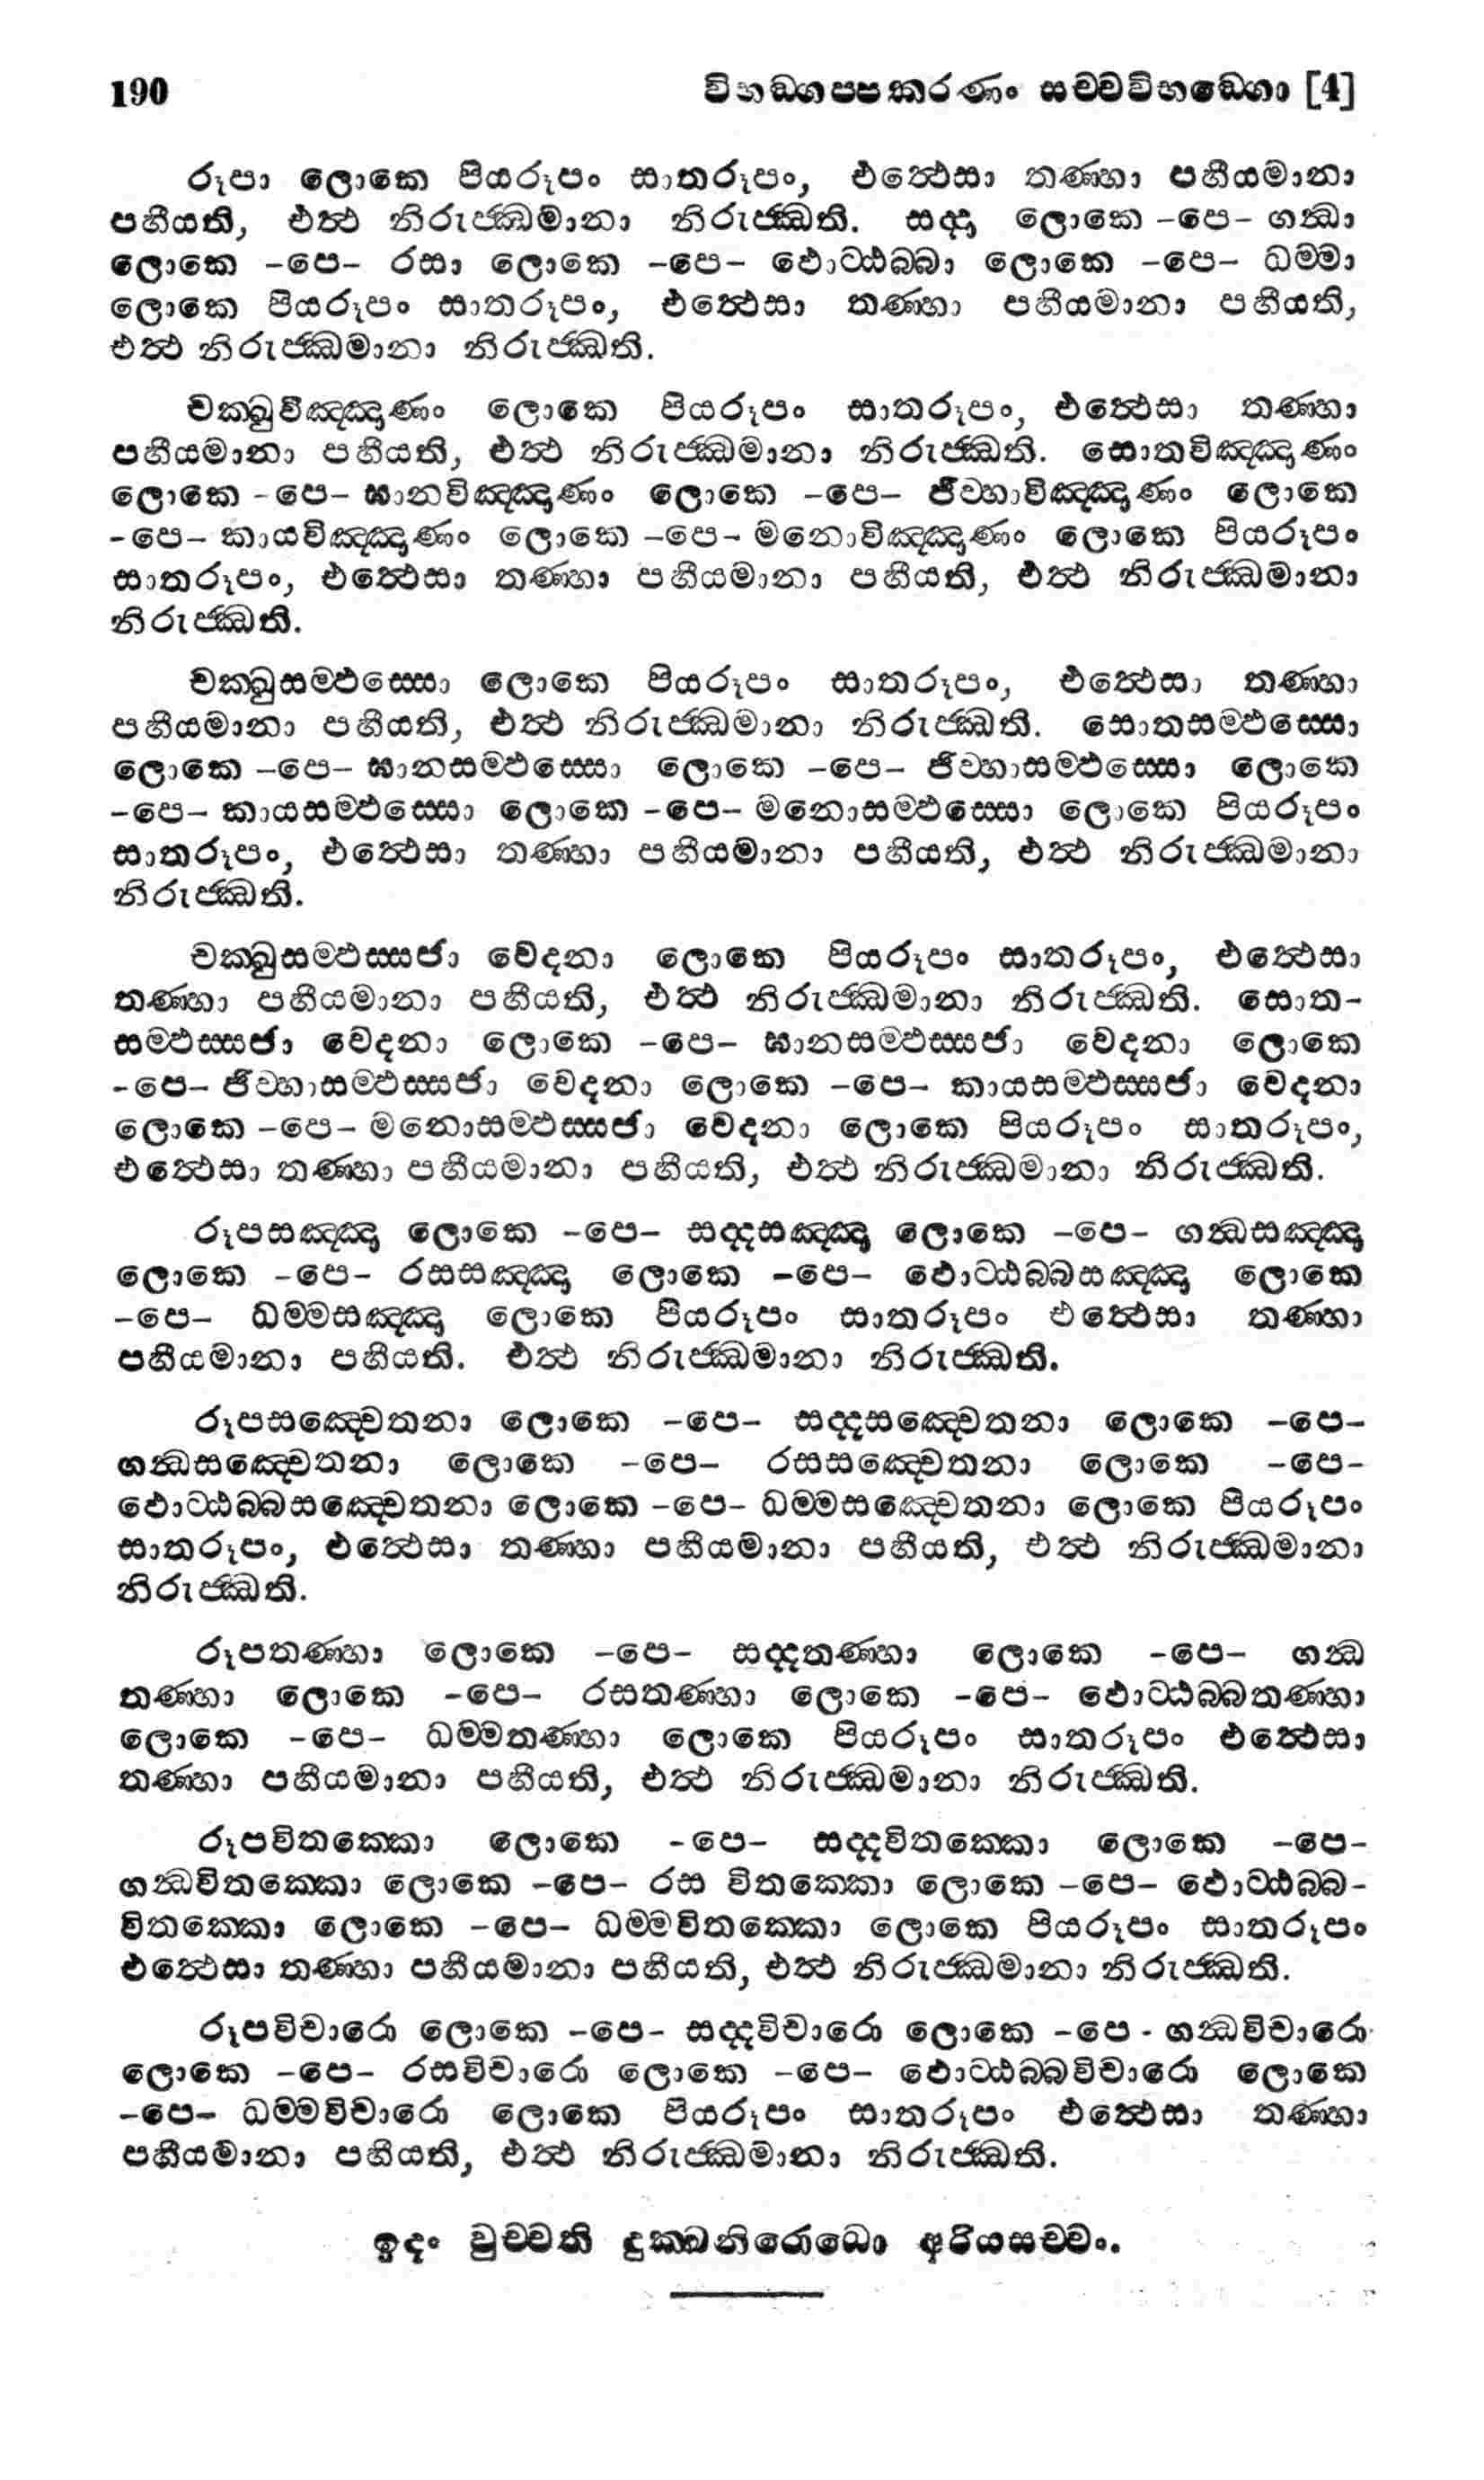 190 විභඞ්ගපපකරණං සච්චවිභඞ්ගො [4]
රූපා ලොකෙ පියරූපං සාතරූපං, එත්ථෙසා තණ්හා පහීයමානා
පහීයති, එත්ථ නිරුජ්ඣමානා නිරුජ්ඣති. සද්දා ලොකෙ -පෙ- ගන්ධා
ලොකෙ -පෙ- රසා ලොකෙ -පෙ- ඵොට්ඨබ්බා ලොකෙ -පෙ- ධම්මා
ලොකෙ පියරූපං සාතරූපං, එත්ථෙසා තණ්හා පහීයමානා පහීයති,
එත්ථ නිරුජ්ඣමානා නිරුජ්ඣති.
චක්ඛුවිඤ්ඤාණං ලොකෙ පියරූපං සාතරූපං, එත්ථෙසා තණ්හා
පහීයමානා පහීයති, එත්ථ නිරුජ්ඣමානා නිරුජ්ඣති. සොතවිඤ්ඤාණං
ලොකෙ -පෙ- ඝානවිඤ්ඤාණං ලොකෙ -පෙ- ජිව්හාවිඤ්ඤාණං ලොකෙ
-පෙ- කායවිඤ්ඤාණං ලොකෙ -පෙ- මනොවිඤ්ඤාණං ලොකෙ පියරූපං
සාතරූපං, එත්ථෙසා තණ්හා පහීයමානා පහීයති, එත්ථ නිරුජ්ඣමානා
නිරුජ්ඣති.
චක්ඛුසම්ඵස්සො ලොකෙ පියරූපං සාතරූපං, එත්ථෙසා තණ්හා
පහීයමානා පහීයති, එත්ථ නිරුජ්ඣමානා නිරුජ්ඣති. සොතසම්ඵස්සො
ලොකෙ -පෙ- ඝානසම්ඵස්සො ලොකෙ -පෙ- ජිව්හාසම්ඵස්සො ලොකෙ
-පෙ- කායසම්ඵස්සො ලොකෙ -පෙ- මනොසම්ඵස්සො ලොකෙ පියරූපං
සාතරූපං, එත්ථෙසා තණ්හා පහීයමානා පහීයති, එත්ථ නිරුජ්ඣමානා
නිරුජ්ඣති.
චක්ඛුසම්ඵස්සජා වේදනා ලොකෙ පියරූපං සාතරූපං, එත්ථෙසා
තණ්හා පහීයමානා පහීයති, එත්ථ නිරුජ්ඣමානා නිරුජ්ඣති. සොත-
සම්ඵස්සජා වේදනා ලොකෙ -පෙ- ඝානසම්ඵස්සජා වෙදනා ලොකෙ
-පෙ- ජිව්හාසම්ඵස්සජා වෙදනා ලොකෙ -පෙ- කායසම්ඵස්සජා වේදනා
ලොකෙ -පෙ- මනොසම්ඵස්සජා වෙදනා ලොකෙ පියරූපං සාතරූපං,
එත්ථෙසා තණ්හා පහීයමානා පහීයති, එත්ථ නිරුජ්ඣමානා නිරුජ්ඣති.
රූපසඤ්ඤා ලොකෙ -පෙ- සද්දසඤ්ඤා ලොකෙ -පෙ- ගන්ධසඤ්ඤා
ලොකෙ -පෙ- රසසඤ්ඤා ලොකෙ -පෙ- ඵොට්ඨබ්බසඤ්ඤා ලොකෙ
-පෙ- ධම්මසඤ්ඤා ලොකෙ පියරූපං සාතරූපං එත්ථෙසා තණ්හා
පහීයමානා පහීයති. එත්ථ නිරුජ්ඣමානා නිරුජ්ඣති.
රූපසඤ්චෙතනා ලොකෙ -පෙ- සද්දසඤ්චෙතනා ලොකෙ -පෙ-
ගන්ධසඤ්චෙතනා ලොකෙ -පෙ- රසසඤ්චෙතනා ලොකෙ -පෙ-
ඵොට්ඨබ්බසඤ්චෙතනා ලොකෙ -පෙ- ධම්මසඤ්චෙතනා ලොකෙ පියරූපං
සාතරූපං, එත්ථෙසා තණ්හා පහීයමානා පහීයති, එත්ථ නිරුජ්ඣමානා
නිරුජ්ඣති.
රූපතණ්හා ලොකෙ -පෙ- සද්දතණ්හා ලොකෙ -පෙ- ගන්ධ
තණ්හා ලොකෙ -පෙ- රසතණ්හා ලොකෙ -පෙ- ඵොට්ඨබ්බතණ්හා
ලොකෙ -පෙ- ධම්මතණ්හා ලොකෙ පියරූපං සාතරූපං එත්ථෙසා
තණ්හා පහීයමානා පහීයති, එත්ථ නිරුජ්ඣමානා නිරුජ්ඣති.
රූපවිතක්කො ලොකෙ -පෙ- සද්දවිතක්කො ලොකෙ -පෙ-
ගන්ධවිතක්කො ලොකෙ -පෙ- රස විතක්කො ලොකෙ -පෙ- ඵොට්ඨබ්බ-
විතක්කො ලොකෙ -පෙ- ධම්මවිතක්කො ලොකෙ පියරූපං සාතරූපං
එත්ථෙසා තණ්හා පහීයමානා පහීයති, එත්ථ නිරුජ්ඣමානා නිරුජ්ඣති.
රූපවිචාරො ලොකෙ -පෙ- සද්දවිචාරො ලොකෙ -පෙ - ගන්ධවිචාරො
ලොකෙ -පෙ- රසවිචාරො ලොකෙ -පෙ- ඵොට්ඨබ්බවිචාරො ලොකෙ
-පෙ- ධම්මවිචාරො ලොකෙ පියරූපං සාතරූපං එත්ථෙසා තණ්හා
පහීයමානා පහීයති, එත්ථ නිරුජ්ඣමානා නිරුජ්ඣති.
ඉදං වුච්චති දුක්ඛනිරොධො අරියසච්චං.